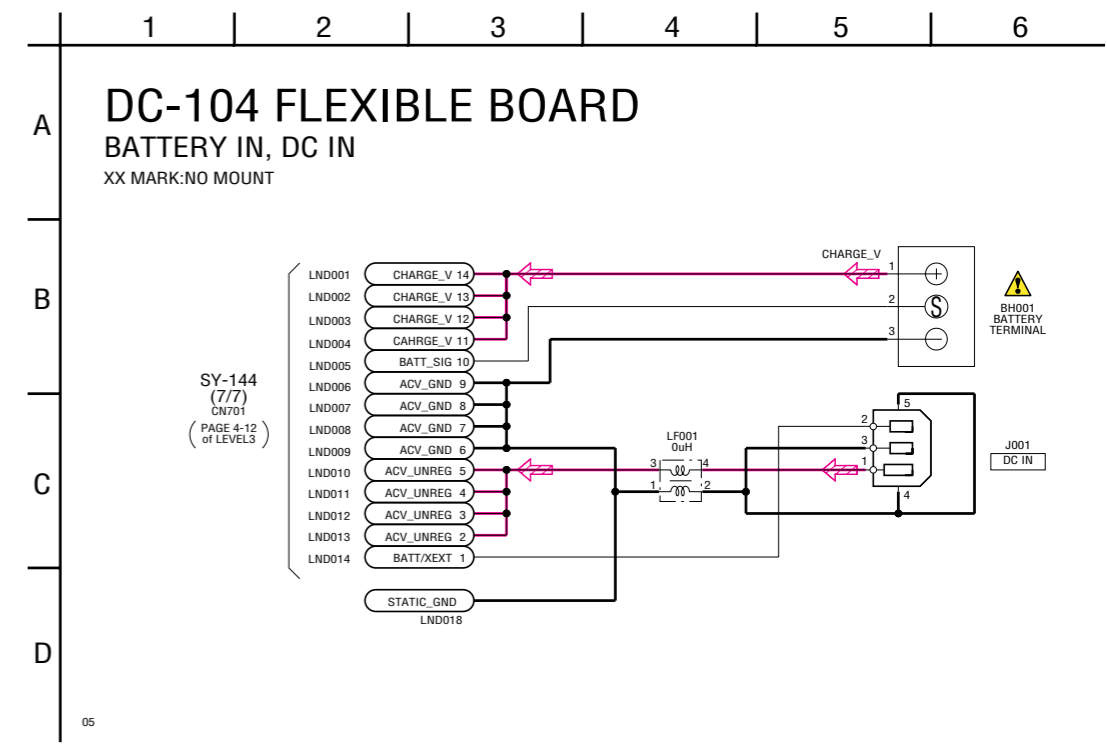 1 2 3 4 5 6
A
DC-104 FLEXIBLE BOARD
BATTERY IN, DC IN
XX MARK:NO MOUNT
B
CHARGE_V
LND001 CHARGE_V 14
LND002 CHARGE_V 13
LND003 CHARGE_V 12
LND004 CAHRGE_V 11
LND005 BATT_SIG 10
LND006 ACV_GND 9
LND007 ACV_GND 8
LND008 ACV_GND 7
LND009 ACV_GND 6
LND010 ACV_UNREG 5
LND011 ACV_UNREG 4
LND012 ACV_UNREG 3
LND013 ACV_UNREG 2
LND014 BATT/XEXT 1
STATIC_GND
LND018
SY-144
(7/7)
CN701
( PAGE 4-12
of LEVEL3 )
1
2
3
+
S
−
BH001
BATTERY
TERMINAL
C
LF001
0uH
3 4
1 2
5
2
3
1
4
J001
DC IN
D
05